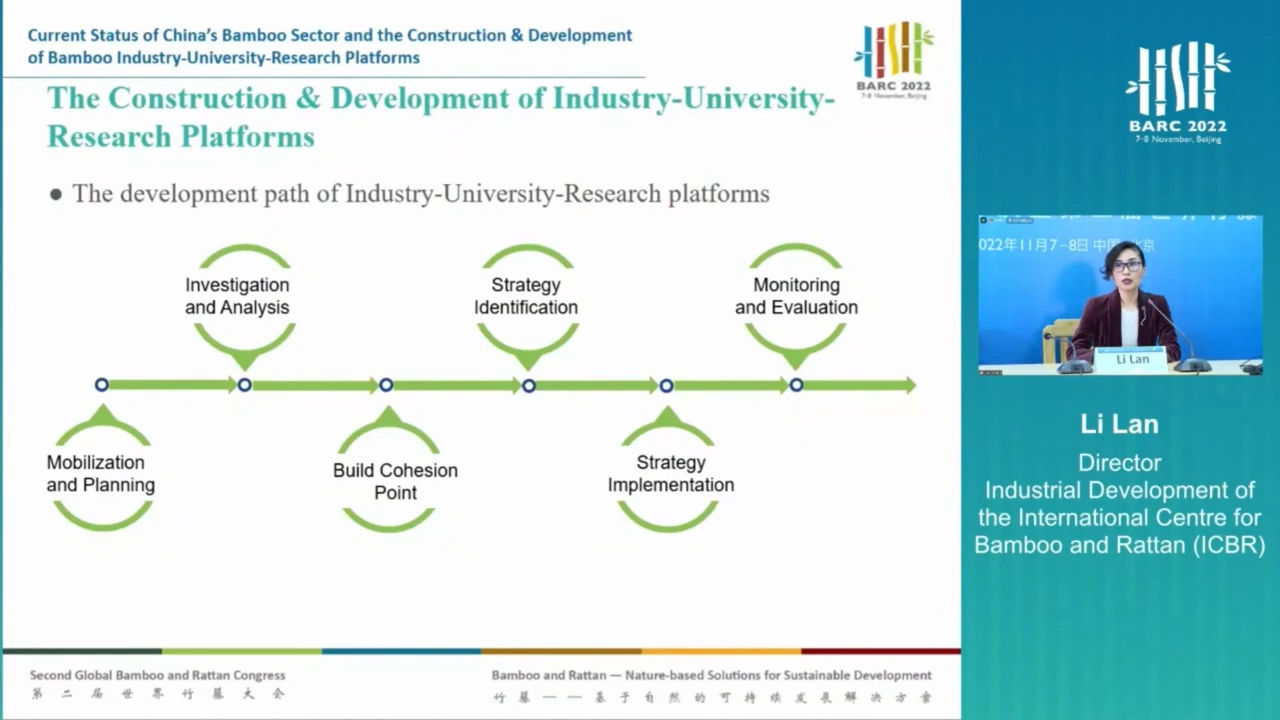 Current Status of China's Bamboo Sector and the Construction & Development
of Bamboo Industry-University-Research Platforms
BARC 2022
7-8 November, Beijing
The Construction & Development of Industry-University-
Research Platforms
● The development path of Industry-University-Research platforms
Investigation
and Analysis
Strategy
Identification
Monitoring
and Evaluation
Mobilization
and Planning
Build Cohesion
Point
Strategy
Implementation
Second Global Bamboo and Rattan Congress
第二届世界竹藤大会
Bamboo and Rattan — Nature-based Solutions for Sustainable Development
竹藤——基于自然的可持续发展解决方案
BARC 2022
7-8 November, Beijing
022年11月7-8日 中国 北京
Li Lan
Li Lan
Director
Industrial Development of
the International Centre for
Bamboo and Rattan (ICBR)